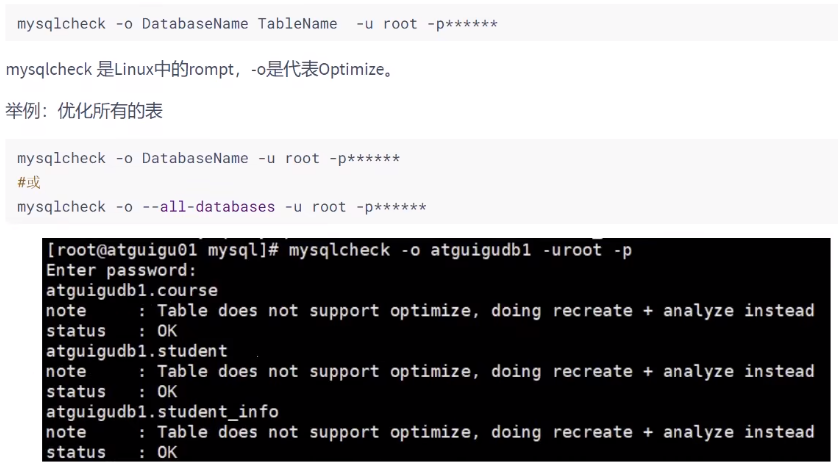 mysqlcheck -o DatabaseName TableName  -u root -p******
mysqlcheck 是Linux中的rompt，-o是代表Optimize。
举例：优化所有的表
mysqlcheck -o DatabaseName -u root -p******
#或
mysqlcheck -o --all-databases -u root -p******
[root@atguigu01 mysql]# mysqlcheck -o atguigudb1 -uroot -p
Enter password:
atguigudb1.course
note     : Table does not support optimize, doing recreate + analyze instead
status   : OK
atguigudb1.student
note     : Table does not support optimize, doing recreate + analyze instead
status   : OK
atguigudb1.student_info
note     : Table does not support optimize, doing recreate + analyze instead
status   : OK